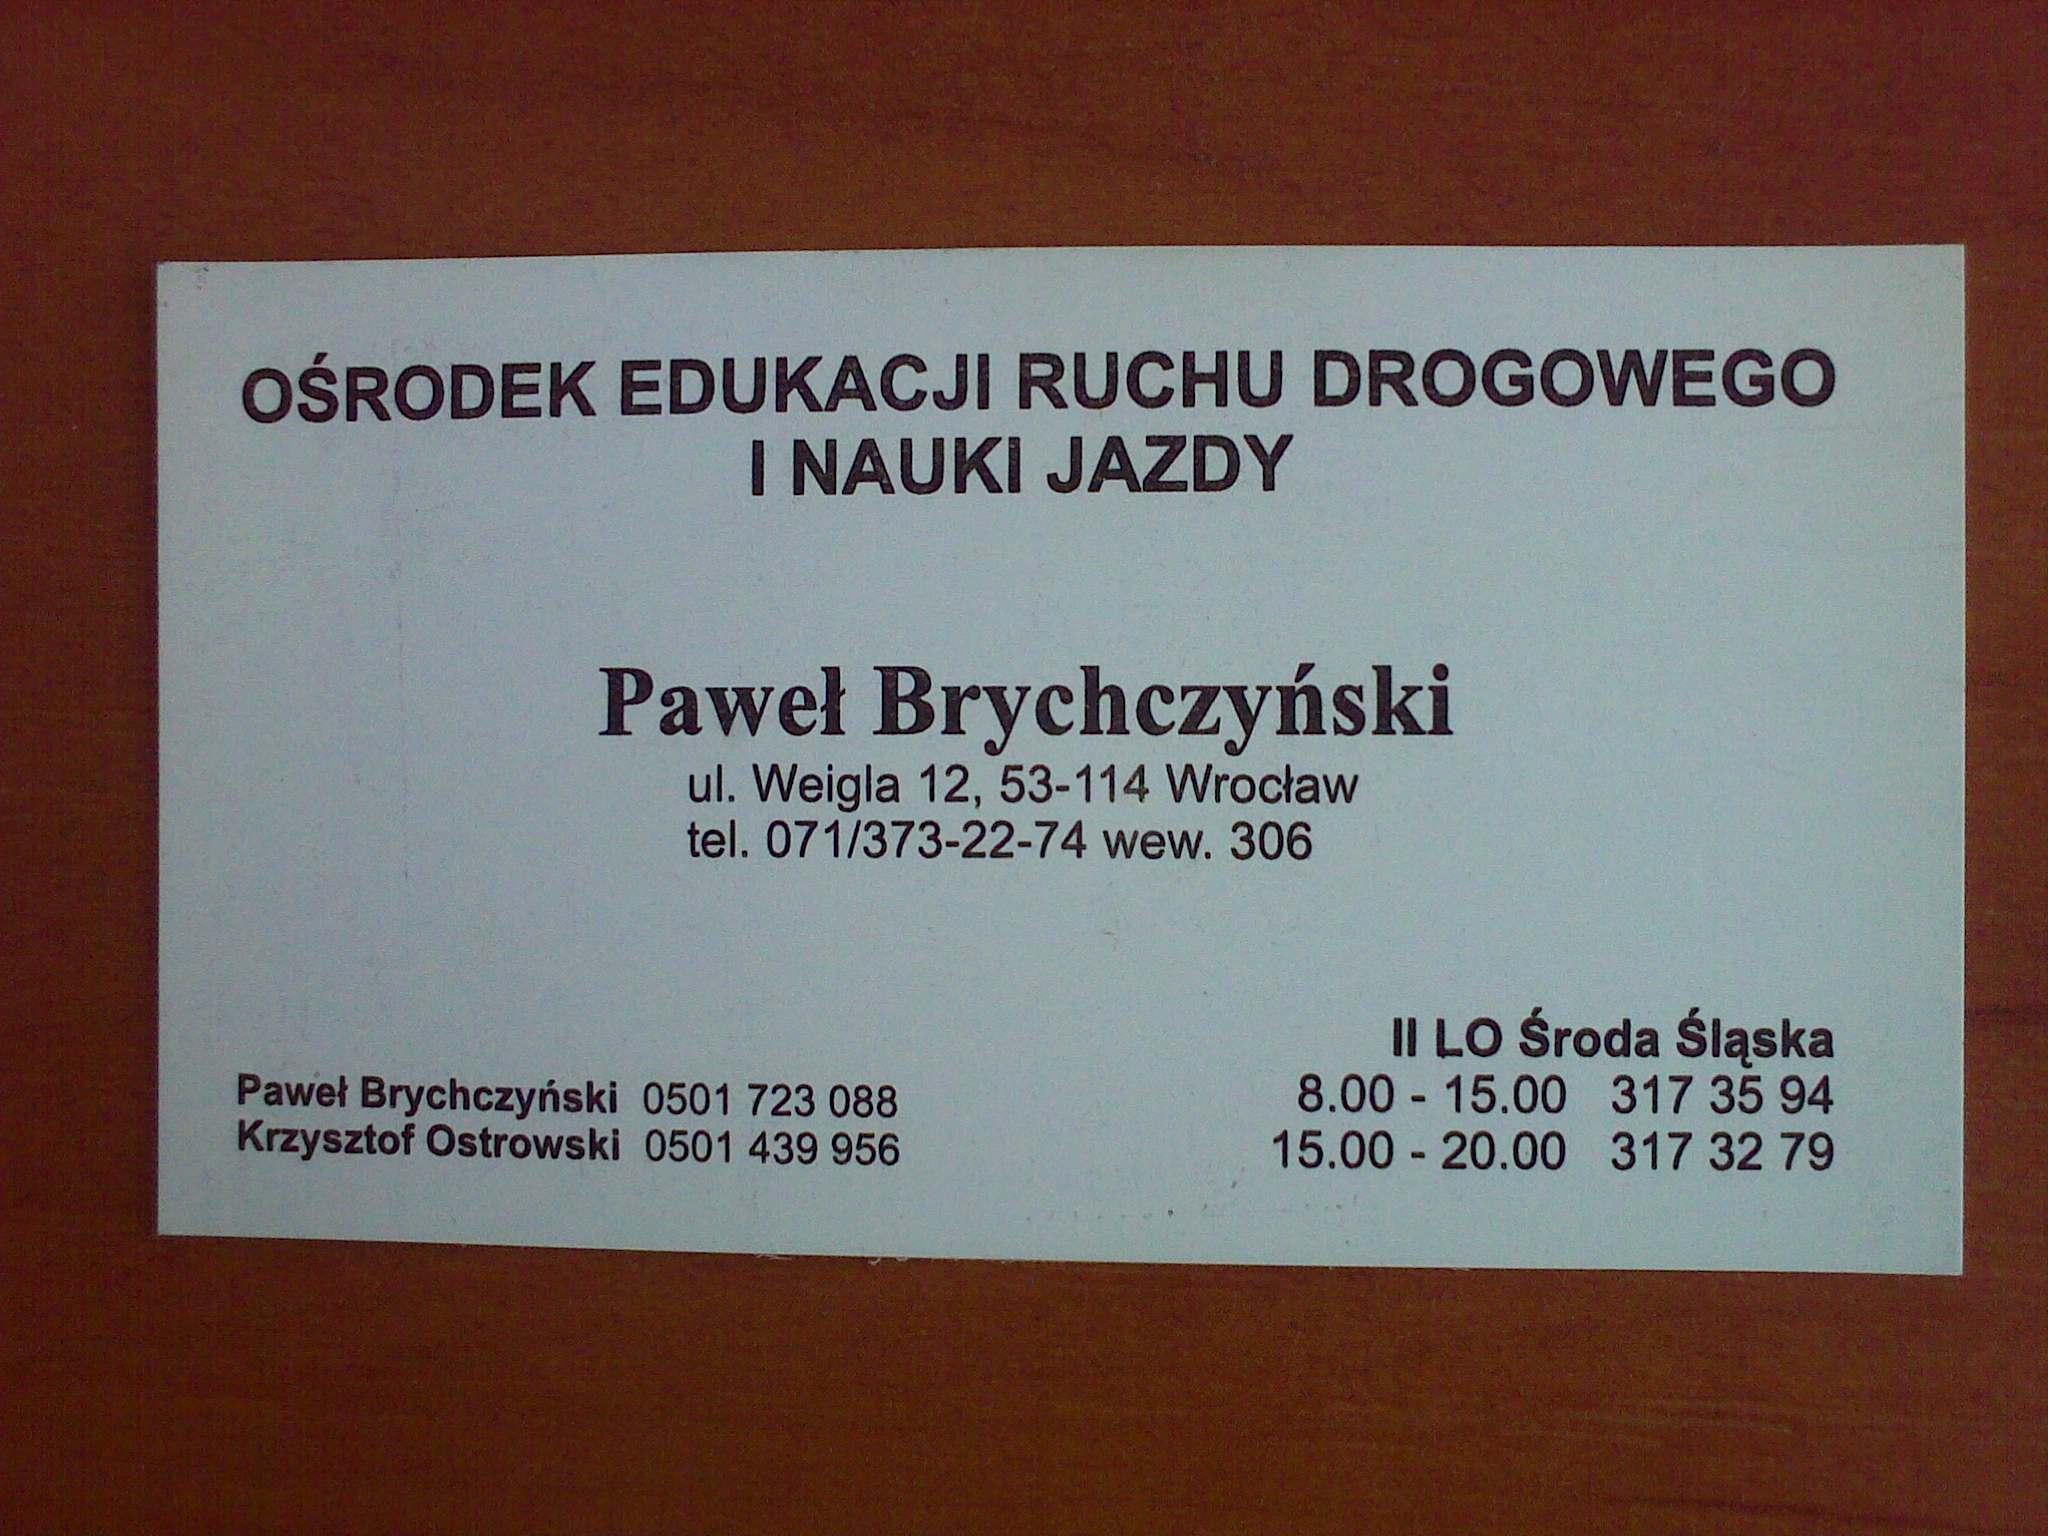 OŚRODEK EDUKACJI RUCHU DROGOWEGO
I NAUKI JAZDY
Paweł Brychczyński
ul. Weigla 12, 53-114 Wrocław
tel. 071/373-22-74 wew. 306
Paweł Brychczyński 0501 723 088
Krzysztof Ostrowski 0501 439 956
II LO Środa Śląska
8.00 - 15.00 317 35 94
15.00 - 20.00 317 32 79